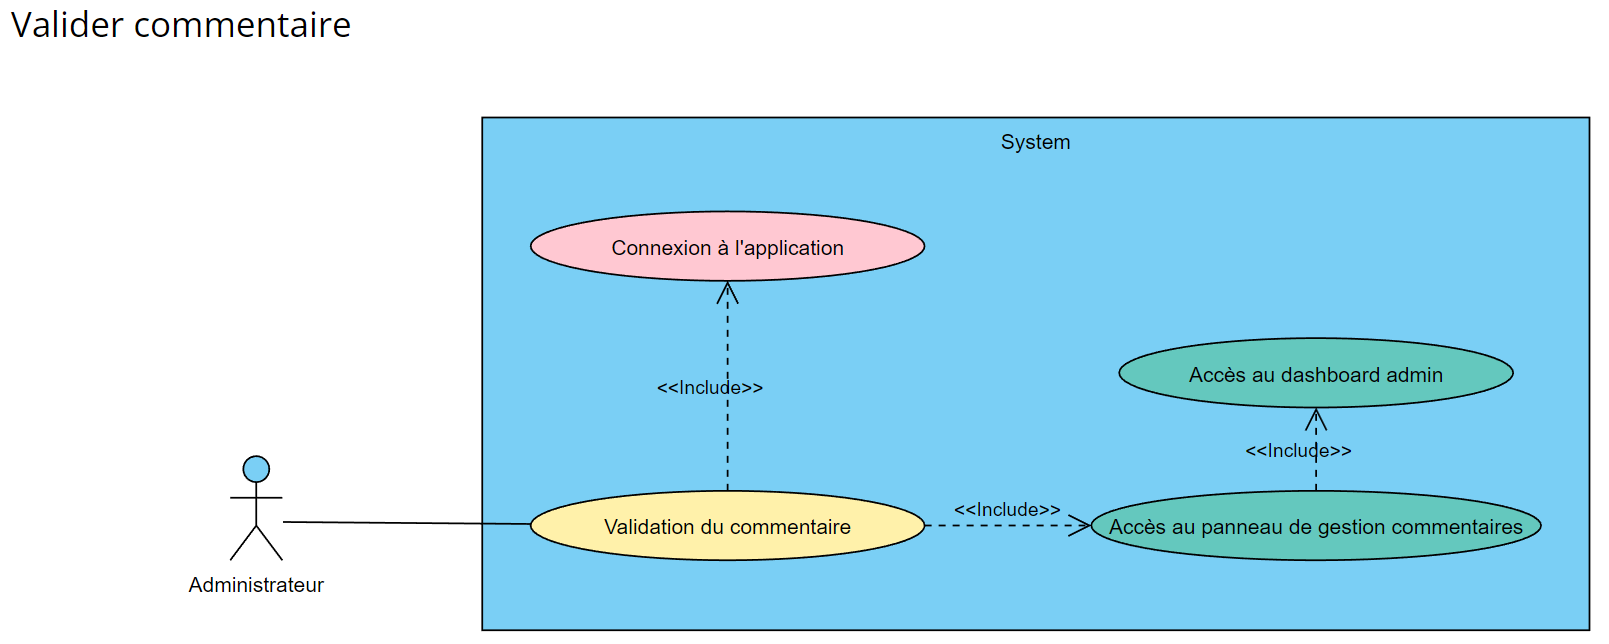 Valider commentaire
System
Connexion à l'application
Accès au dashboard admin
<<Include>>
<<Include>>
<<Include>>
Validation du commentaire
Accès au panneau de gestion commentaires
Administrateur